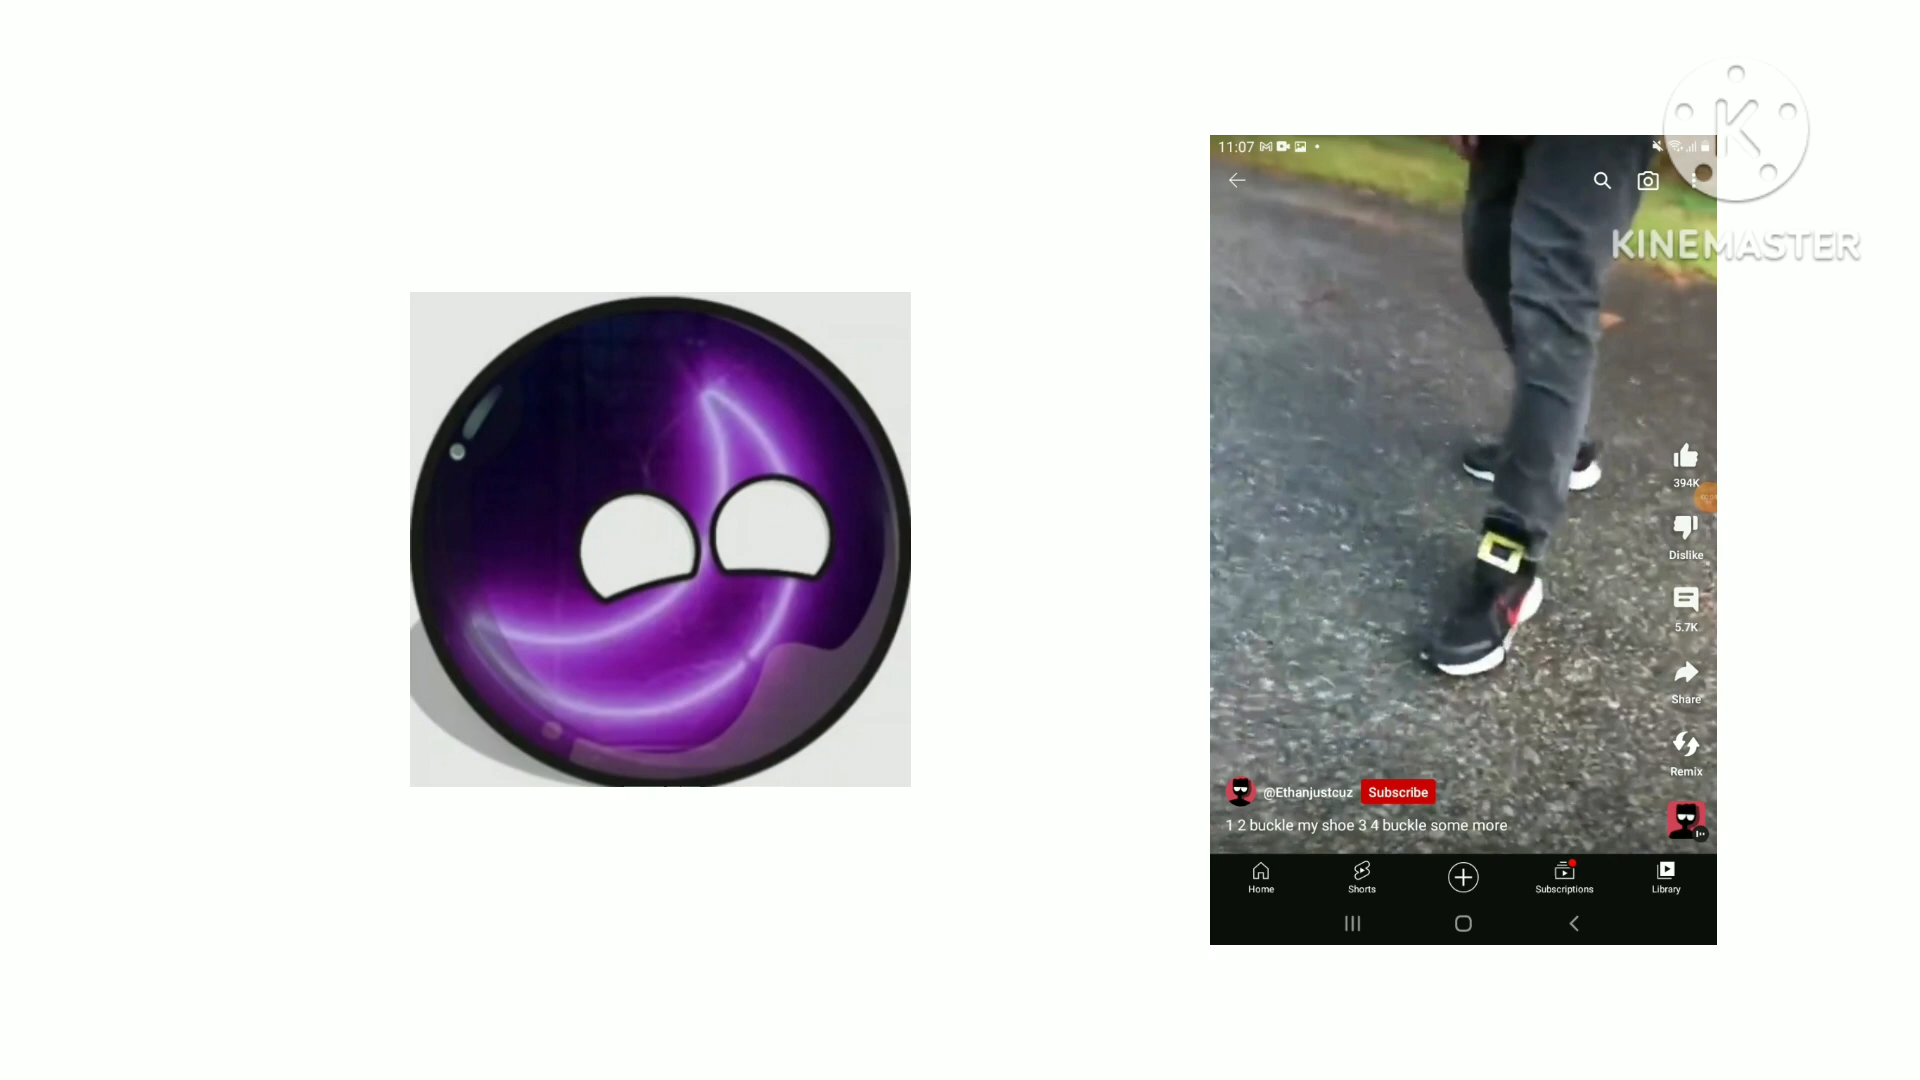 11:07
K
KINEMASTER
394K
Dislike
5.7K
Share
Remix
@Ethanjustcuz Subscribe
1 2 buckle my shoe 3 4 buckle some more
Home Shorts Subscriptions Library